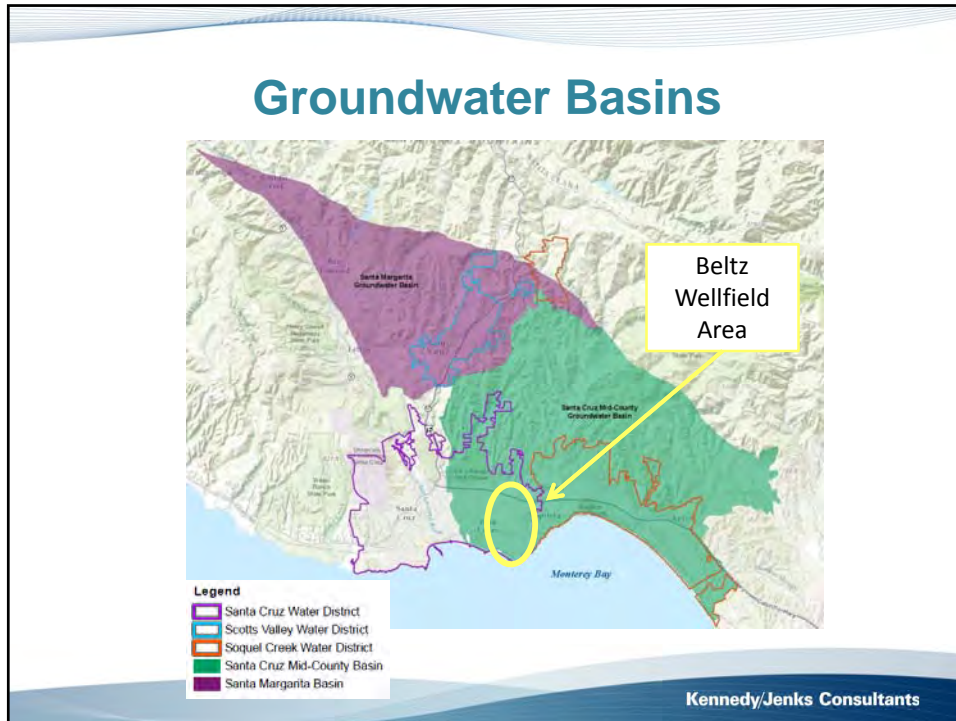 Groundwater Basins
Santa Margarita
Groundwater Basin
Beltz
Wellfield
Area
Santa Cruz Mid-County
Groundwater Basin
Santa
Cruz
Monterey Bay
Legend
Santa Cruz Water District
Scotts Valley Water District
Soquel Creek Water District
Santa Cruz Mid-County Basin
Santa Margarita Basin
Kennedy/Jenks Consultants